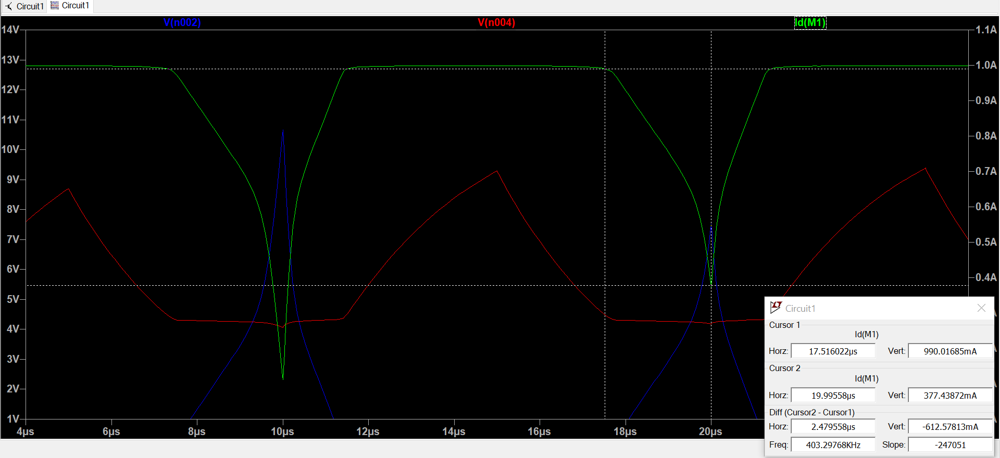 Circuit1 Circuit1
V(n002) V(n004) Id(M1)
14V 1.1A
13V 1.0A
12V 0.9A
11V
10V 0.8A
9V 0.7A
8V 0.6A
7V 0.5A
6V 0.4A
5V
4V
3V
2V
1V
4µs 6µs 8µs 10µs 12µs 14µs 16µs 18µs 20µs
Circuit1
Cursor 1
Id(M1)
Horz: 17.516022µs Vert: 990.01685mA
Cursor 2
Id(M1)
Horz: 19.99558µs Vert: 377.43872mA
Diff (Cursor2 - Cursor1)
Horz: 2.479558µs Vert: -612.57813mA
Freq: 403.29768KHz Slope: -247051